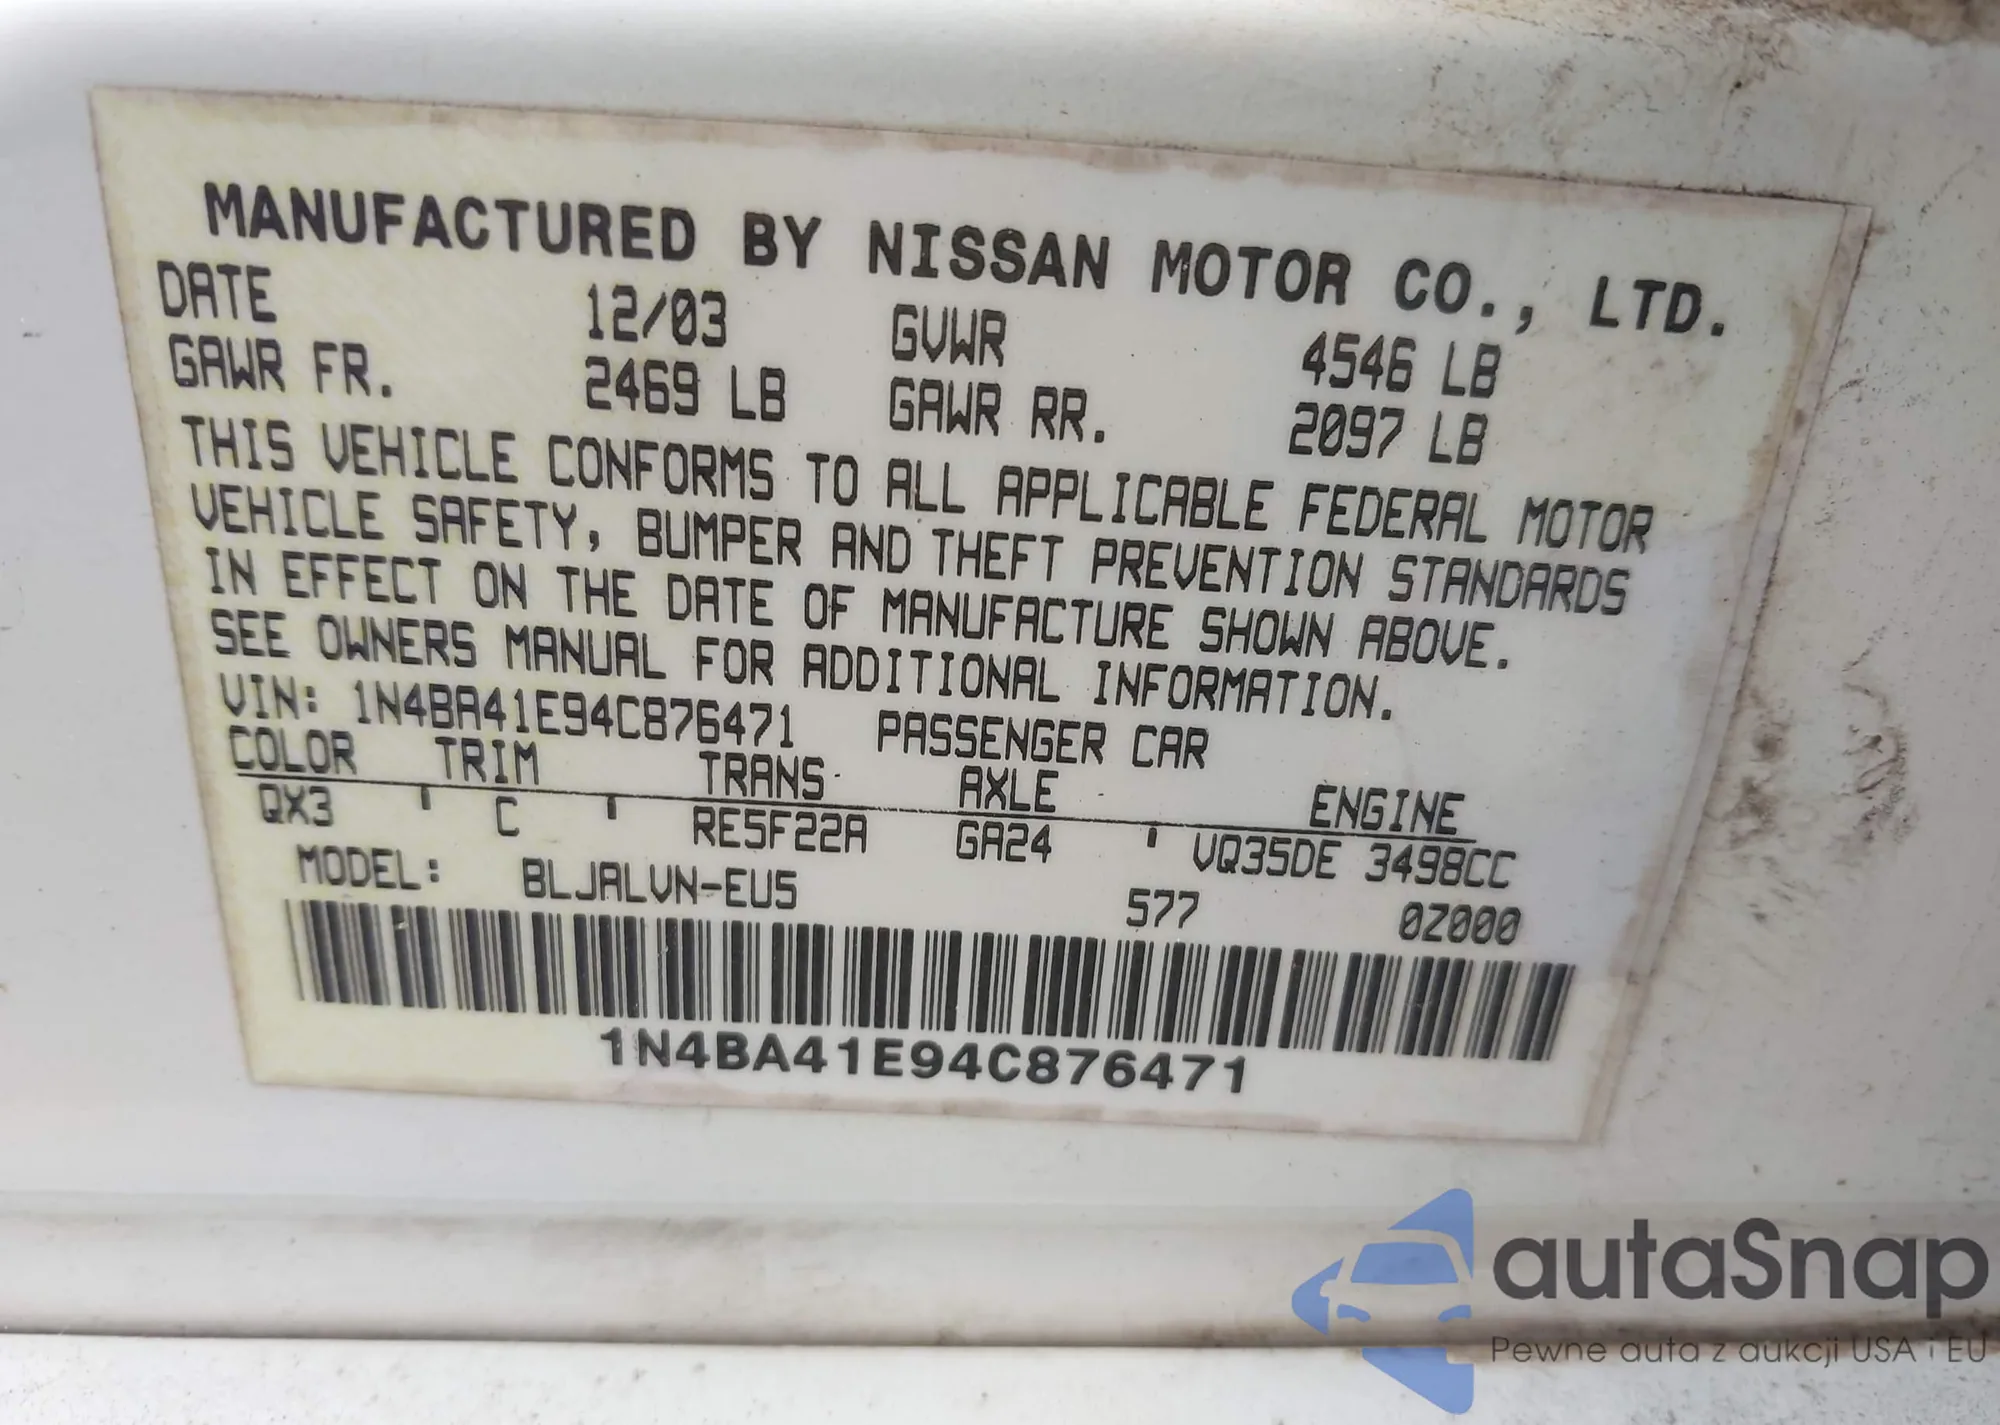 MANUFACTURED BY NISSAN MOTOR CO., LTD.
DATE 12/03 GVWR 4546 LB
GAWR FR. 2469 LB GAWR RR. 2097 LB
THIS VEHICLE CONFORMS TO ALL APPLICABLE FEDERAL MOTOR
VEHICLE SAFETY, BUMPER AND THEFT PREVENTION STANDARDS
IN EFFECT ON THE DATE OF MANUFACTURE SHOWN ABOVE.
SEE OWNERS MANUAL FOR ADDITIONAL INFORMATION.
VIN: 1N4BA41E94C876471 PASSENGER CAR
COLOR TRIM TRANS AXLE ENGINE
QX3 C RE5F22A GA24 VQ35DE 3498CC
MODEL: BLJALVN-EU5 577 0Z000
1N4BA41E94C876471
autaSnap
Pewne auta z aukcji USA i EU